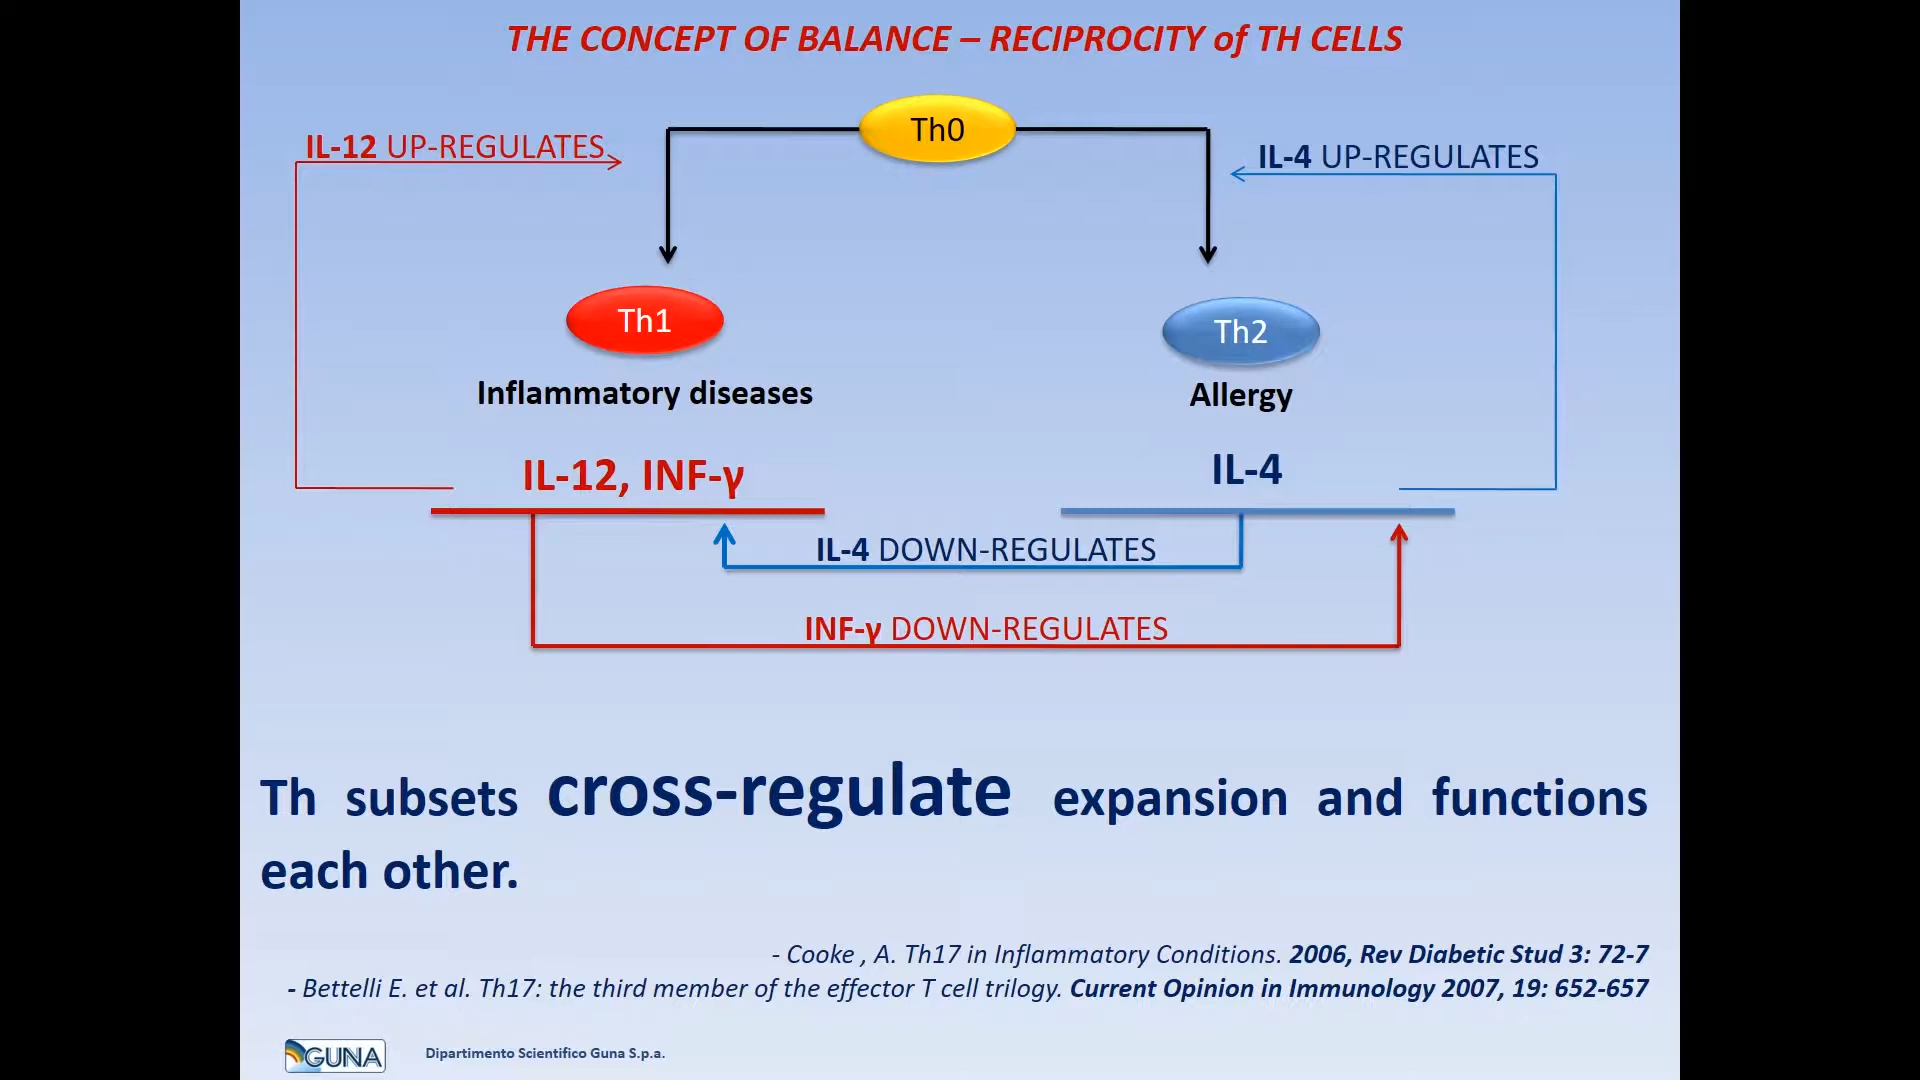 THE CONCEPT OF BALANCE – RECIPROCITY of TH CELLS
Th0
IL-12 UP-REGULATES
IL-4 UP-REGULATES
Th1
Th2
Inflammatory diseases
Allergy
IL-12, INF-γ
IL-4
IL-4 DOWN-REGULATES
INF-γ DOWN-REGULATES
Th subsets cross-regulate expansion and functions
each other.
- Cooke , A. Th17 in Inflammatory Conditions. 2006, Rev Diabetic Stud 3: 72-7
- Bettelli E. et al. Th17: the third member of the effector T cell trilogy. Current Opinion in Immunology 2007, 19: 652-657
GUNA
Dipartimento Scientifico Guna S.p.a.